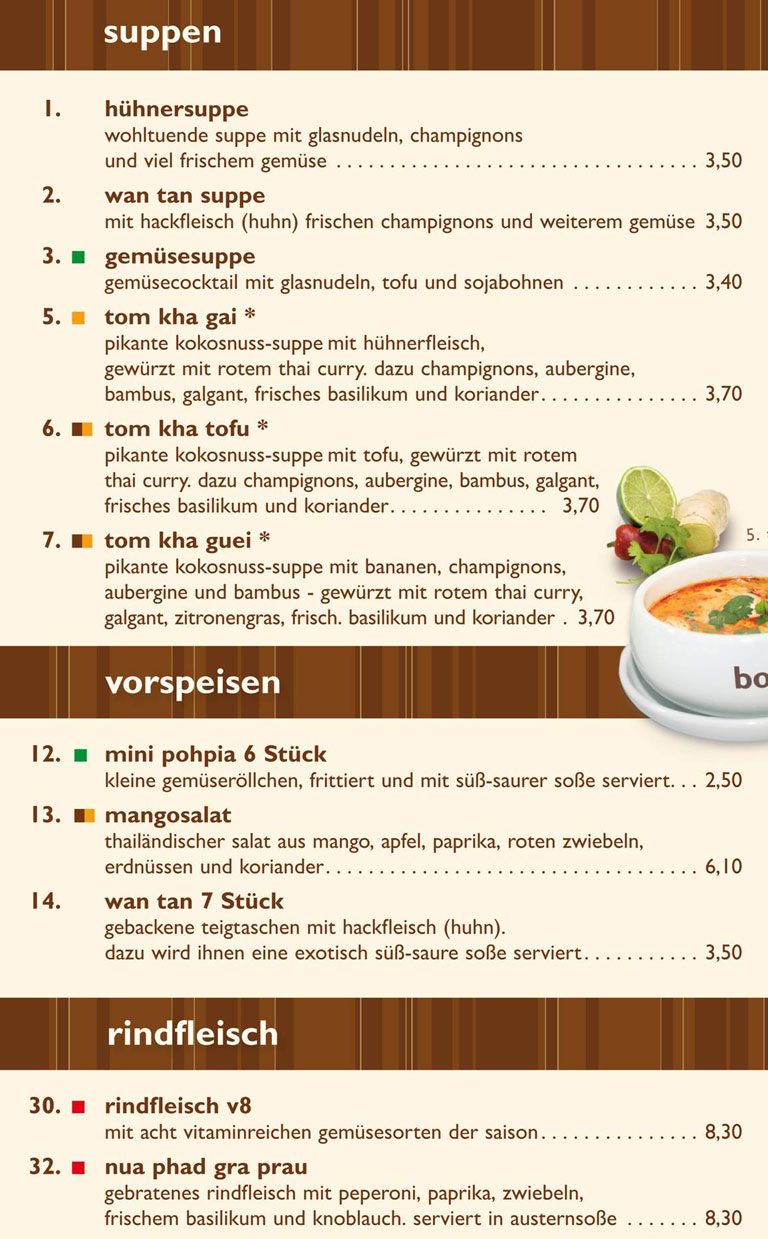 suppen
1. hühnersuppe
wohltuende suppe mit glasnudeln, champignons
und viel frischem gemüse . . . . . . . . . . . . . . . . . . . . . . . . . . . . . . . . . . 3,50
2. wan tan suppe
mit hackfleisch (huhn) frischen champignons und weiterem gemüse 3,50
3. gemüsesuppe
gemüsecocktail mit glasnudeln, tofu und sojabohnen . . . . . . . . . . . . 3,40
5. tom kha gai *
pikante kokosnuss-suppe mit hühnerfleisch,
gewürzt mit rotem thai curry. dazu champignons, aubergine,
bambus, galgant, frisches basilikum und koriander. . . . . . . . . . . . . . . 3,70
6. tom kha tofu *
pikante kokosnuss-suppe mit tofu, gewürzt mit rotem
thai curry. dazu champignons, aubergine, bambus, galgant,
frisches basilikum und koriander. . . . . . . . . . . . . . . 3,70
5.
7. tom kha guei *
pikante kokosnuss-suppe mit bananen, champignons,
aubergine und bambus - gewürzt mit rotem thai curry,
galgant, zitronengras, frisch. basilikum und koriander . 3,70
bo
vorspeisen
12. mini pohpia 6 Stück
kleine gemüseröllchen, frittiert und mit süß-saurer soße serviert. . . 2,50
13. mangosalat
thailändischer salat aus mango, apfel, paprika, roten zwiebeln,
erdnüssen und koriander. . . . . . . . . . . . . . . . . . . . . . . . . . . . . . . . . . . 6,10
14. wan tan 7 Stück
gebackene teigtaschen mit hackfleisch (huhn).
dazu wird ihnen eine exotisch süß-saure soße serviert. . . . . . . . . . . 3,50
rindfleisch
30. rindfleisch v8
mit acht vitaminreichen gemüsesorten der saison. . . . . . . . . . . . . . . 8,30
32. nua phad gra prau
gebratenes rindfleisch mit peperoni, paprika, zwiebeln,
frischem basilikum und knoblauch. serviert in austernsoße . . . . . . . 8,30